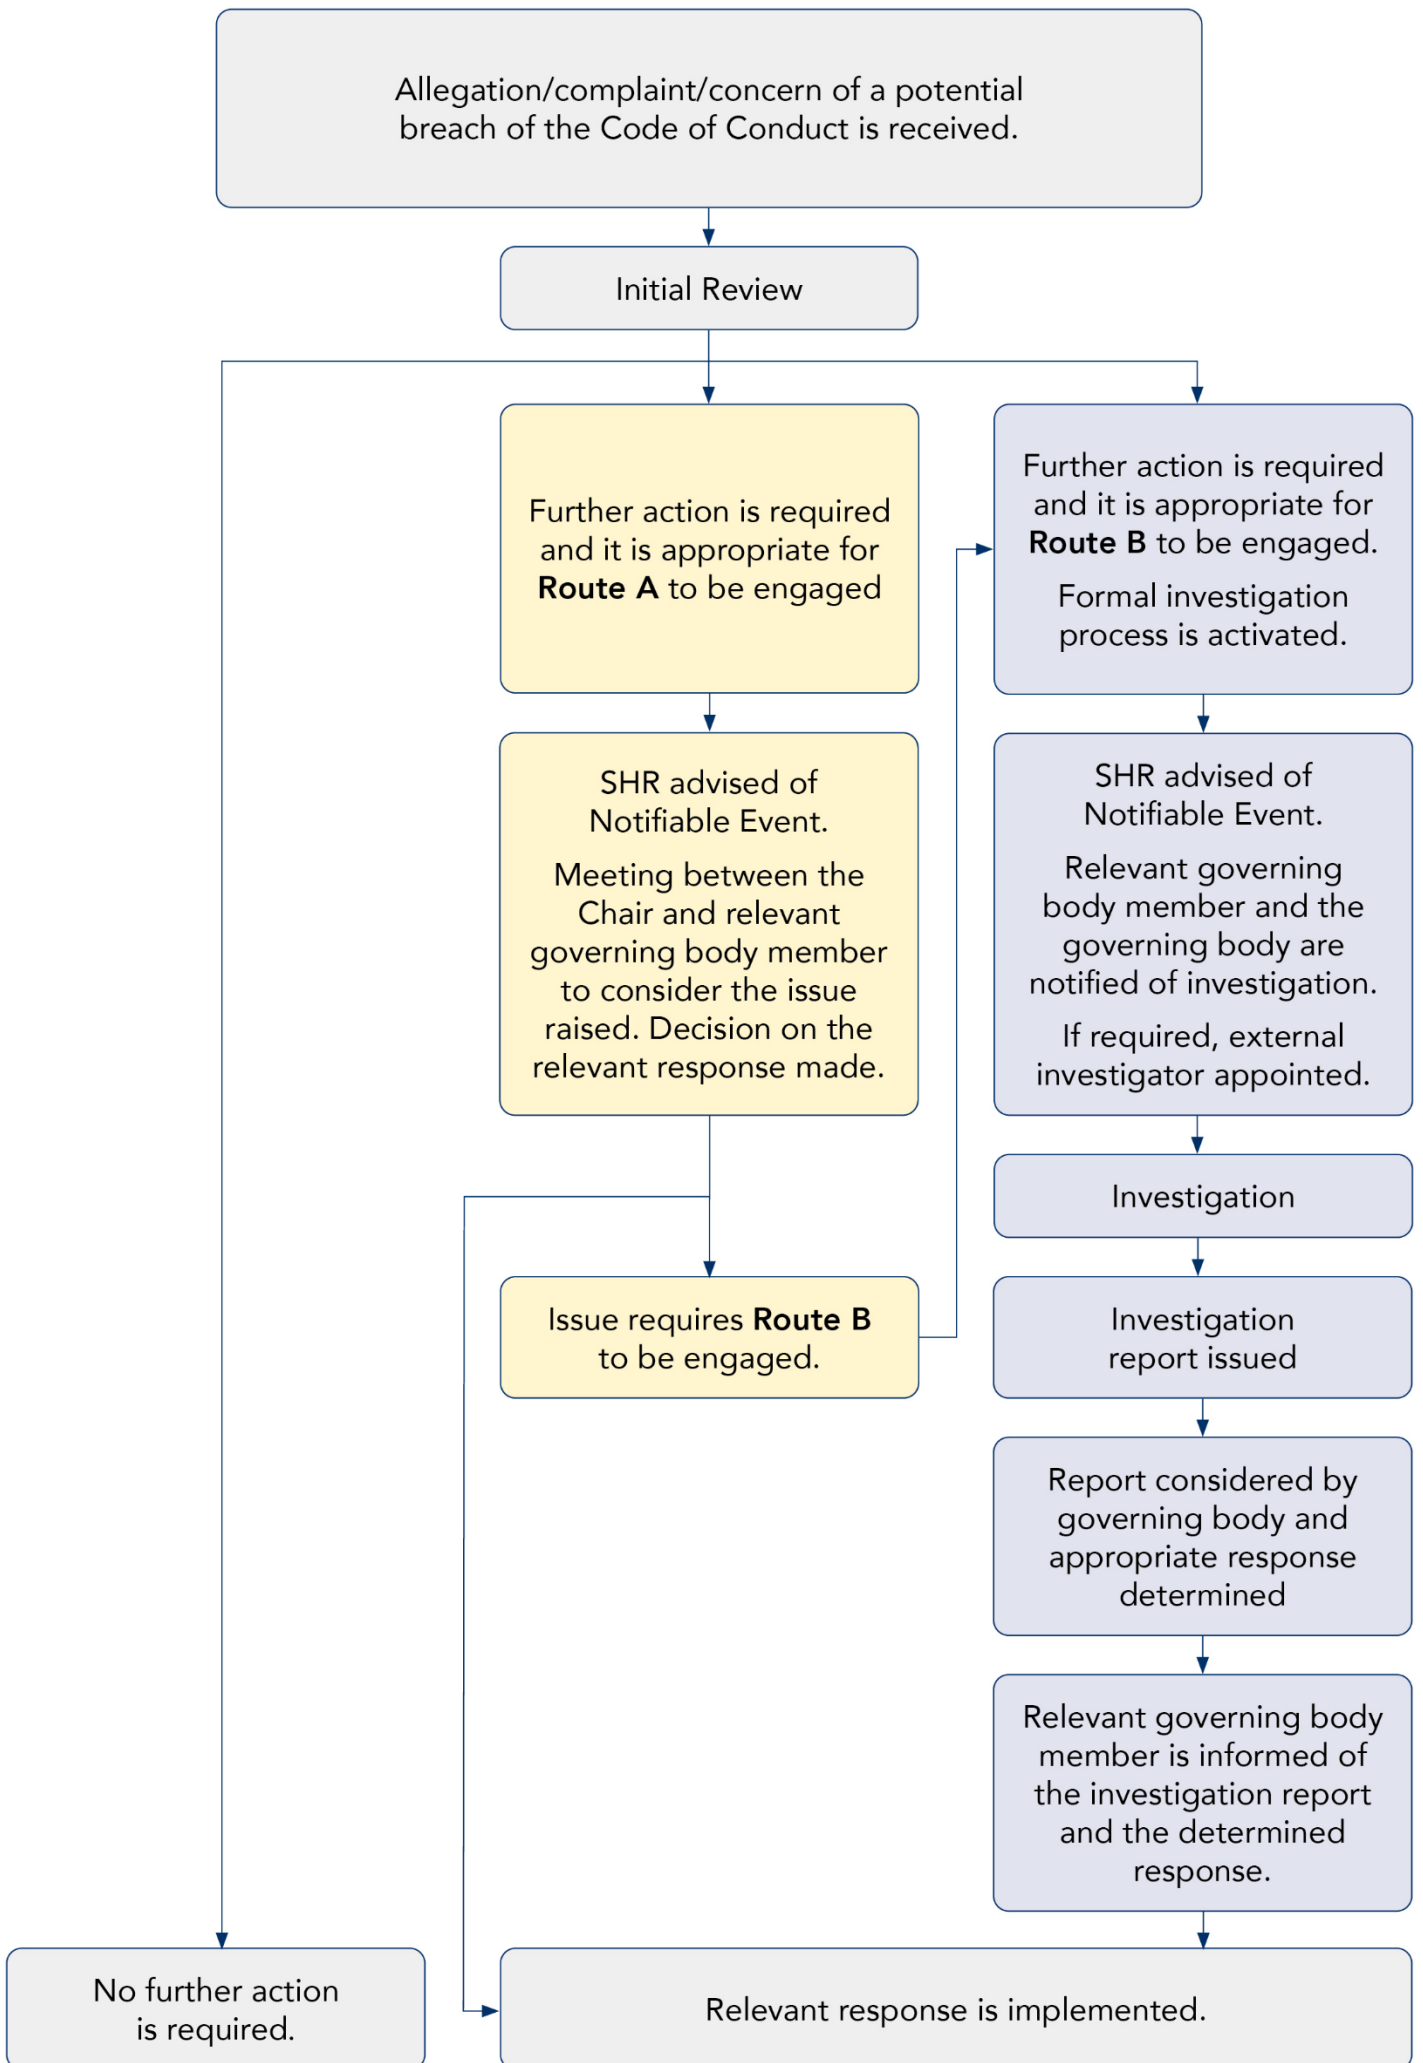 Allegation/complaint/concern of a potential
breach of the Code of Conduct is received.
Initial Review
Further action is required
and it is appropriate for
Route A to be engaged
Further action is required
and it is appropriate for
Route B to be engaged.
Formal investigation
process is activated.
SHR advised of
Notifiable Event.
Meeting between the
Chair and relevant
governing body member
to consider the issue
raised. Decision on the
relevant response made.
SHR advised of
Notifiable Event.
Relevant governing
body member and the
governing body are
notified of investigation.
If required, external
investigator appointed.
Investigation
Issue requires Route B
to be engaged.
Investigation
report issued
Report considered by
governing body and
appropriate response
determined
Relevant governing body
member is informed of
the investigation report
and the determined
response.
No further action
is required.
Relevant response is implemented.